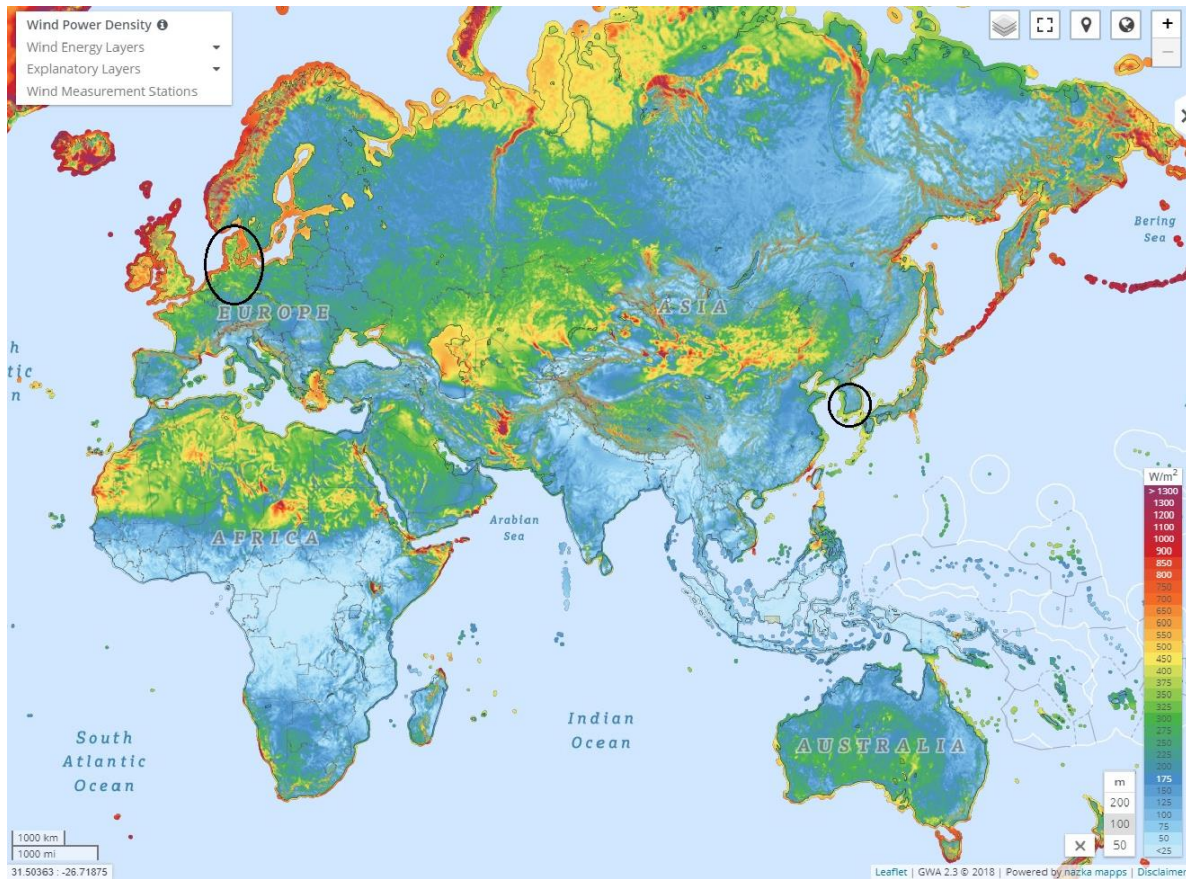 Wind Power Density
Wind Energy Layers
Explanatory Layers
Wind Measurement Stations
+
−
Bering
Sea
EUROPE
ASIA
h
tic
n
Arabian
Sea
AFRICA
Indian
Ocean
South
Atlantic
Ocean
AUSTRALIA
W/m²
> 1300
1300
1200
1100
1000
900
850
800
750
700
650
600
550
500
450
400
375
350
325
300
275
250
225
200
175
150
125
100
75
50
<25
m
200
100
50
1000 km
1000 mi
31.50363 : -26.71875
Leaflet | GWA 2.3 © 2018 | Powered by nazka mapps | Disclaimer